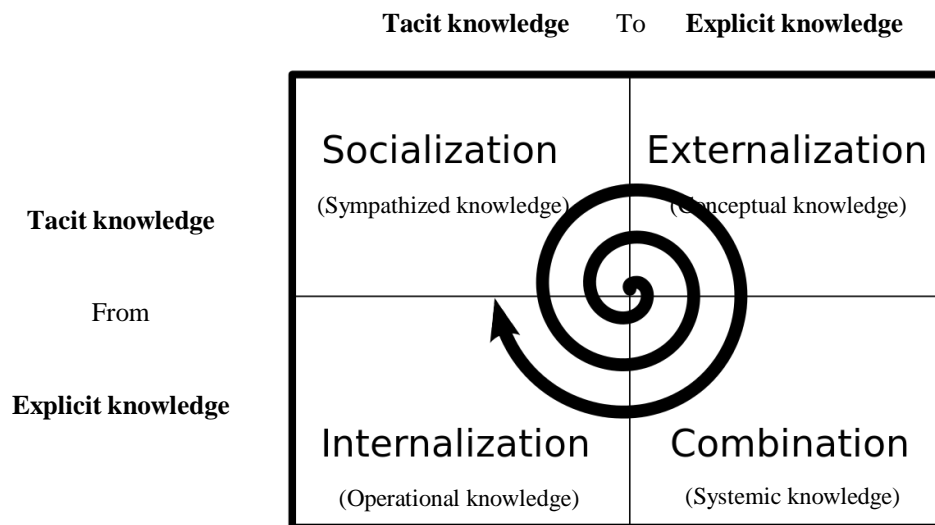 Tacit knowledge To Explicit knowledge
Socialization Externalization
(Sympathized knowledge) (Conceptual knowledge)
Tacit knowledge
From
Explicit knowledge
Internalization Combination
(Operational knowledge) (Systemic knowledge)